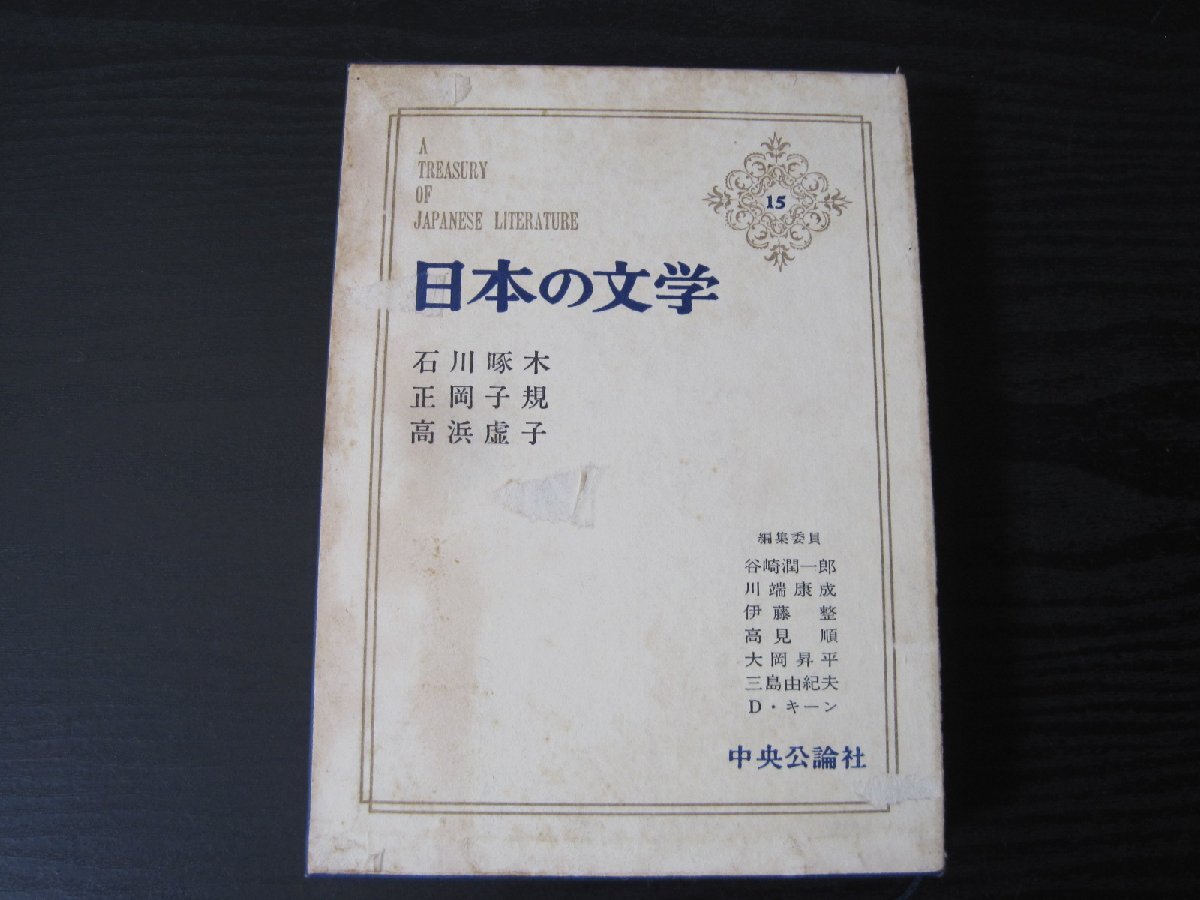 A
TREASURY
OF
JAPANESE LITERATURE
15
日本の文学
石川啄木
正岡子規
高浜虚子
編集委員
谷崎潤一郎
川端康成
伊藤整
高見順
大岡昇平
三島由紀夫
D・キーン
中央公論社